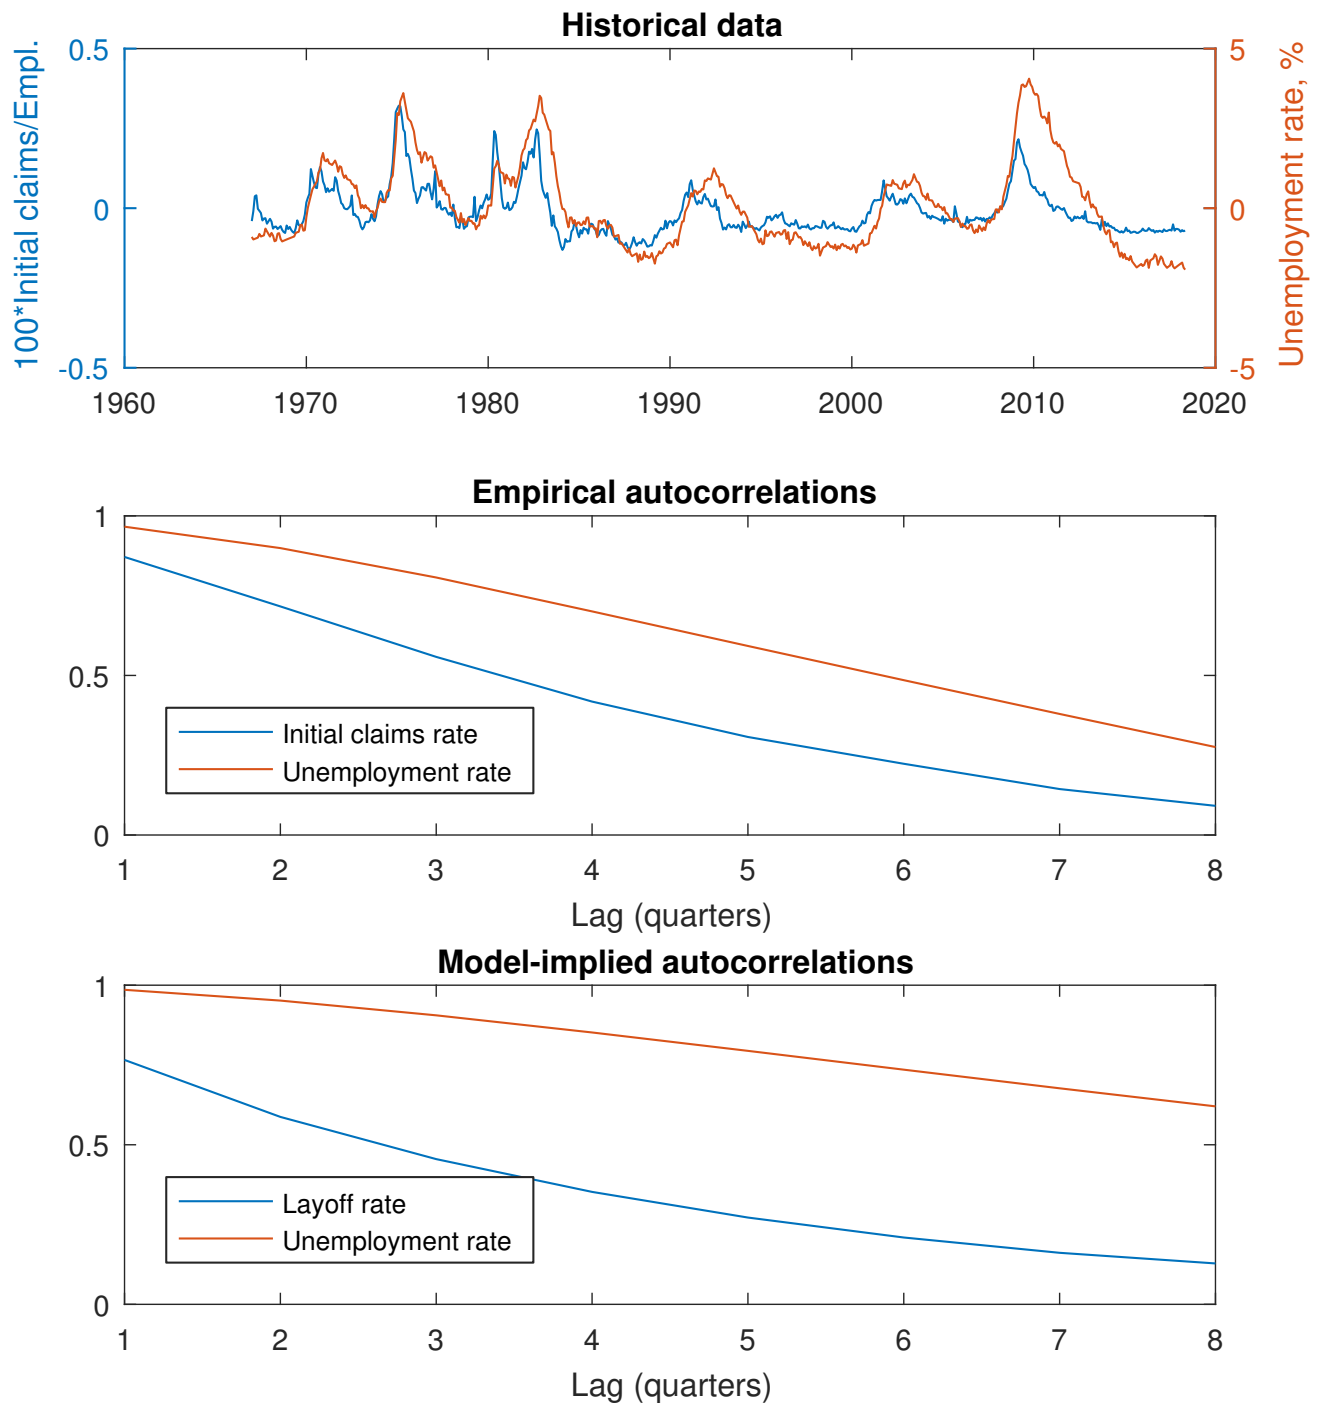 Historical data
100*Initial claims/Empl.
Unemployment rate, %
0.5
0
-0.5
5
0
-5
1960 1970 1980 1990 2000 2010 2020
Empirical autocorrelations
1
0.5
0
Initial claims rate
Unemployment rate
1 2 3 4 5 6 7 8
Lag (quarters)
Model-implied autocorrelations
1
0.5
0
Layoff rate
Unemployment rate
1 2 3 4 5 6 7 8
Lag (quarters)